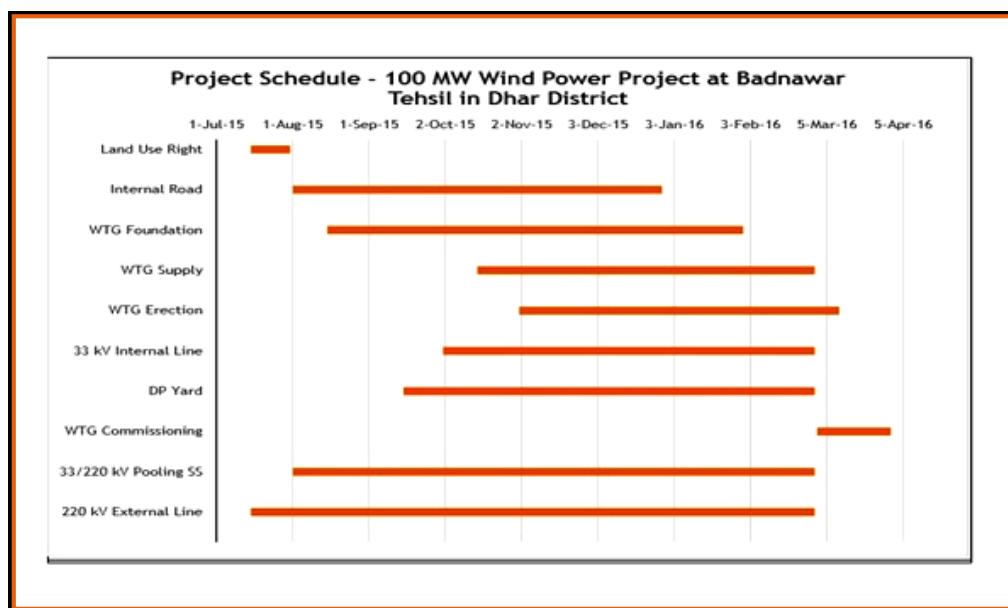 Project Schedule - 100 MW Wind Power Project at Badnawar
Tehsil in Dhar District
1-Jul-15 1-Aug-15 1-Sep-15 2-Oct-15 2-Nov-15 3-Dec-15 3-Jan-16 3-Feb-16 5-Mar-16 5-Apr-16
Land Use Right
Internal Road
WTG Foundation
WTG Supply
WTG Erection
33 kV Internal Line
DP Yard
WTG Commissioning
33/220 kV Pooling SS
220 kV External Line